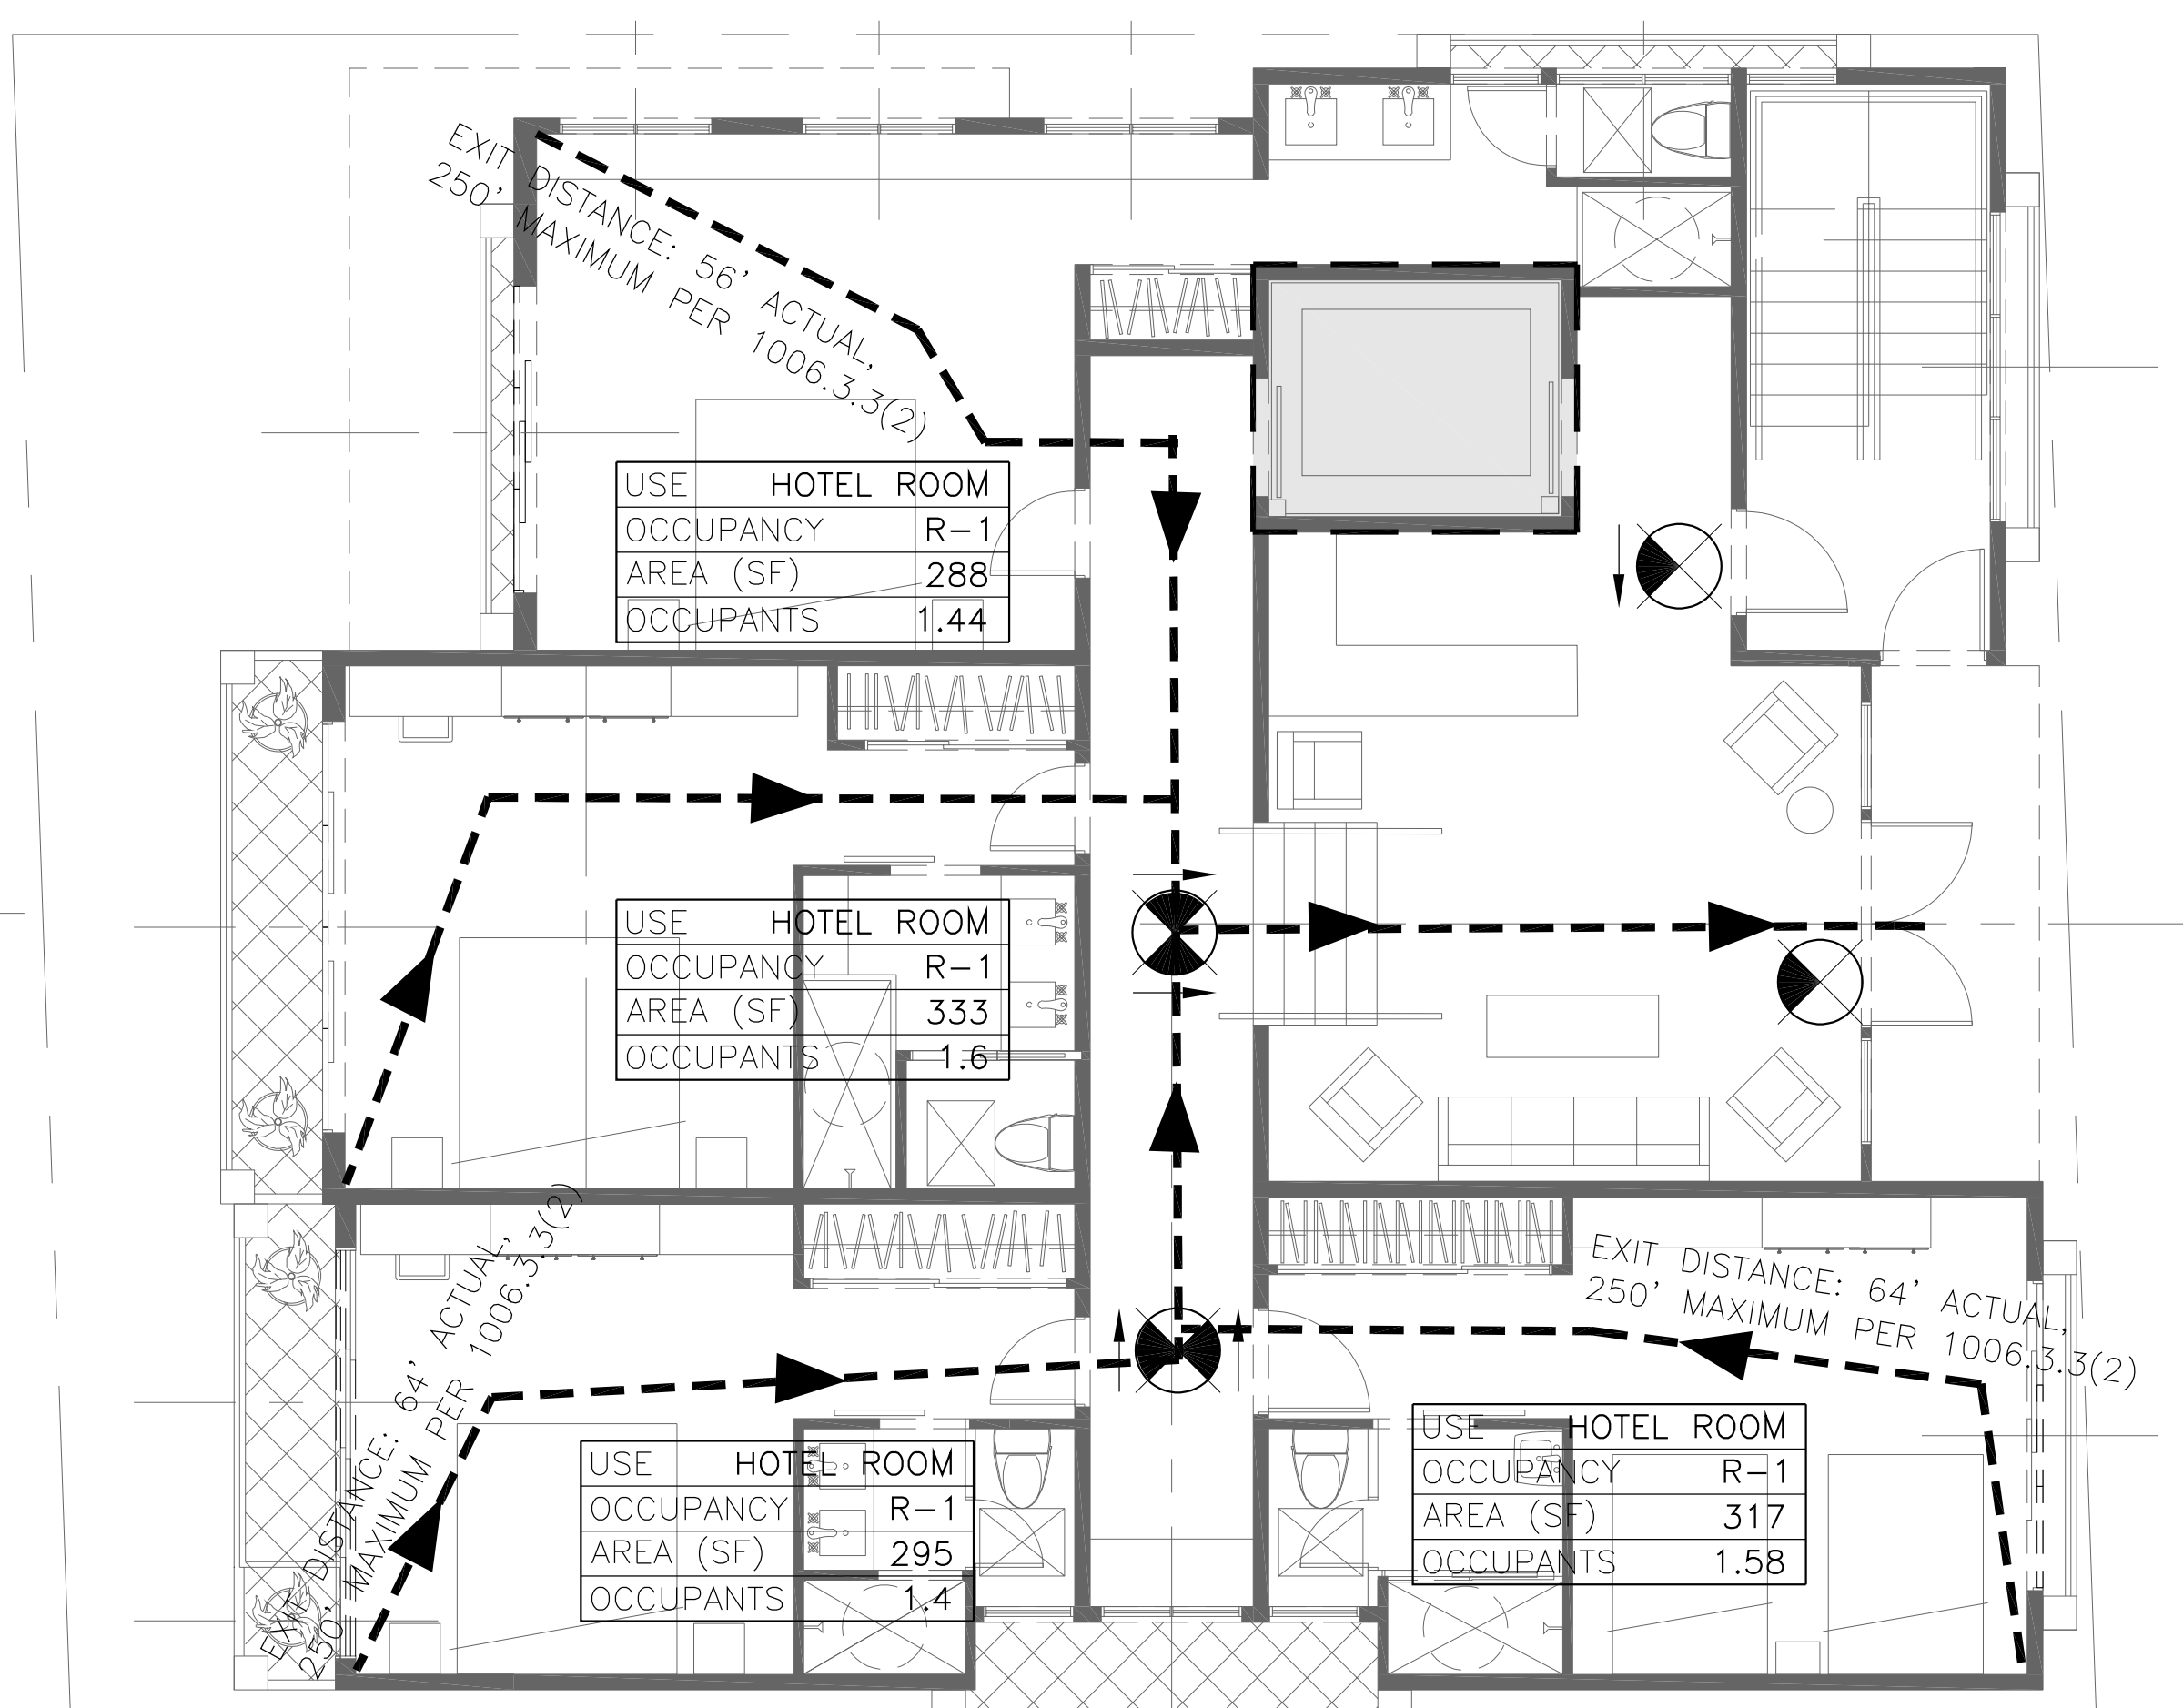 EXIT DISTANCE: 56' ACTUAL,
250' MAXIMUM PER 1006.3.3(2)
USE HOTEL ROOM
OCCUPANCY R-1
AREA (SF) 288
OCCUPANTS 1.44
USE HOTEL ROOM
OCCUPANCY R-1
AREA (SF) 333
OCCUPANTS 1.6
EXIT DISTANCE: 64' ACTUAL,
250' MAXIMUM PER 1006.3.3(2)
EXIT DISTANCE: 64' ACTUAL,
250' MAXIMUM PER 1006.3.3(2)
USE HOTEL ROOM
OCCUPANCY R-1
AREA (SF) 295
OCCUPANTS 1.4
USE HOTEL ROOM
OCCUPANCY R-1
AREA (SF) 317
OCCUPANTS 1.58